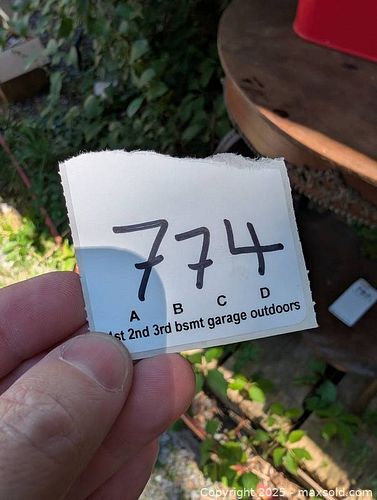 774
A B C D
1st 2nd 3rd bsmt garage outdoors
Copyright 2025 - maxsold.com